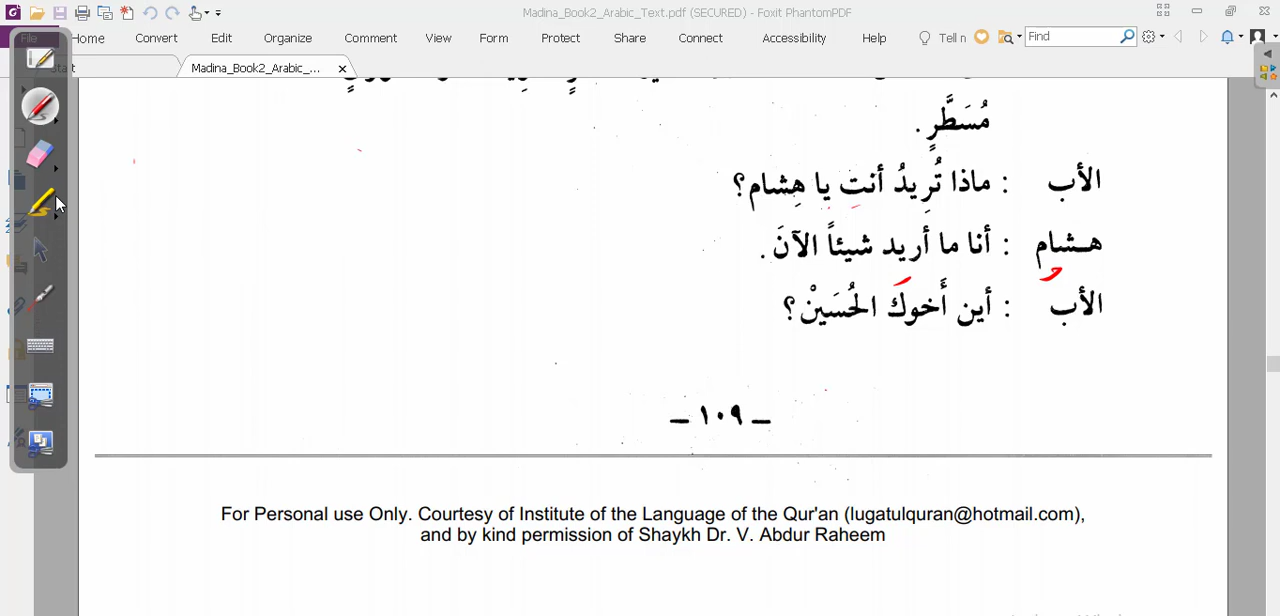 Madina_Book2_Arabic_Text.pdf (SECURED) - Foxit PhantomPDF
File Home Convert Edit Organize Comment View Form Protect Share Connect Accessibility Help Tell n Find
Madina_Book2_Arabic_...
مُسَطَّرٍ .
الأب : ماذا تُرِيدُ أنتِ يا هِشام؟
هـشام : أنا ما أريد شيئاً الآنَ .
الأب : أين أَخوكَ الحُسَيْنْ؟
– ١٠٩ –
For Personal use Only. Courtesy of Institute of the Language of the Qur'an (lugatulquran@hotmail.com),
and by kind permission of Shaykh Dr. V. Abdur Raheem